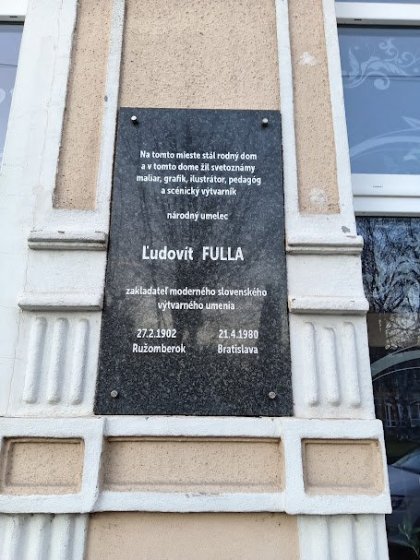 Na tomto mieste stál rodný dom
a v tomto dome žil svetoznámy
maliar, grafik, ilustrátor, pedagóg
a scénický výtvarník
národný umelec
Ľudovít FULLA
zakladateľ moderného slovenského
výtvarného umenia
27.2.1902 21.4.1980
Ružomberok Bratislava